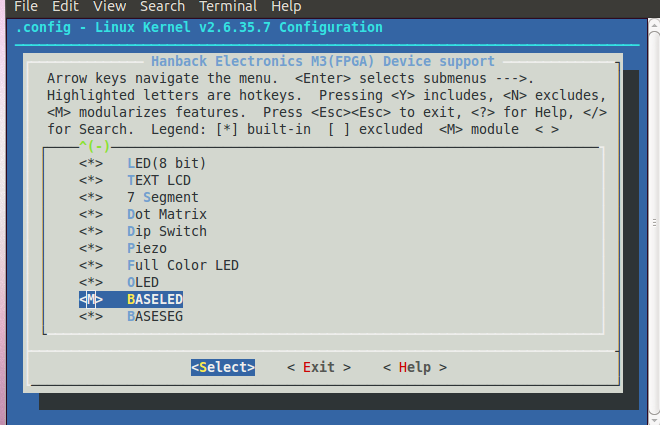 File Edit View Search Terminal Help
.config - Linux Kernel v2.6.35.7 Configuration
Hanback Electronics M3(FPGA) Device support
Arrow keys navigate the menu. <Enter> selects submenus --->.
Highlighted letters are hotkeys. Pressing <Y> includes, <N> excludes,
<M> modularizes features. Press <Esc><Esc> to exit, <?> for Help, </>
for Search. Legend: [*] built-in [ ] excluded <M> module < >
^(-)
<*> LED(8 bit)
<*> TEXT LCD
<*> 7 Segment
<*> Dot Matrix
<*> Dip Switch
<*> Piezo
<*> Full Color LED
<*> OLED
<M> BASELED
<*> BASESEG
<Select> < Exit > < Help >